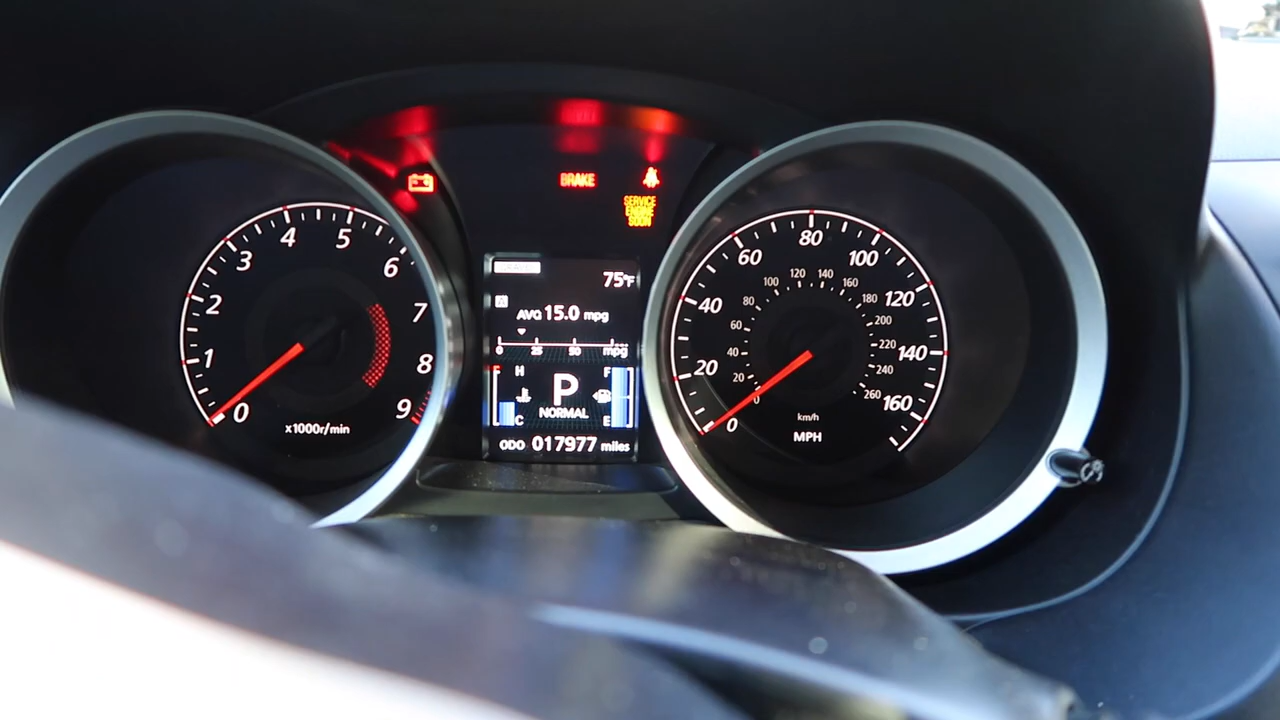 BRAKE
SERVICE
ENGINE
SOON
0
1
2
3
4
5
6
7
8
9
x1000r/min
75°F
AVG 15.0 mpg
0 25 50 mpg
H F
P
NORMAL
C E
ODO 017977 miles
0
20
40
60
80
100
120
140
160
0
20
40
60
80
100
120
140
160
180
200
220
240
260
km/h
MPH